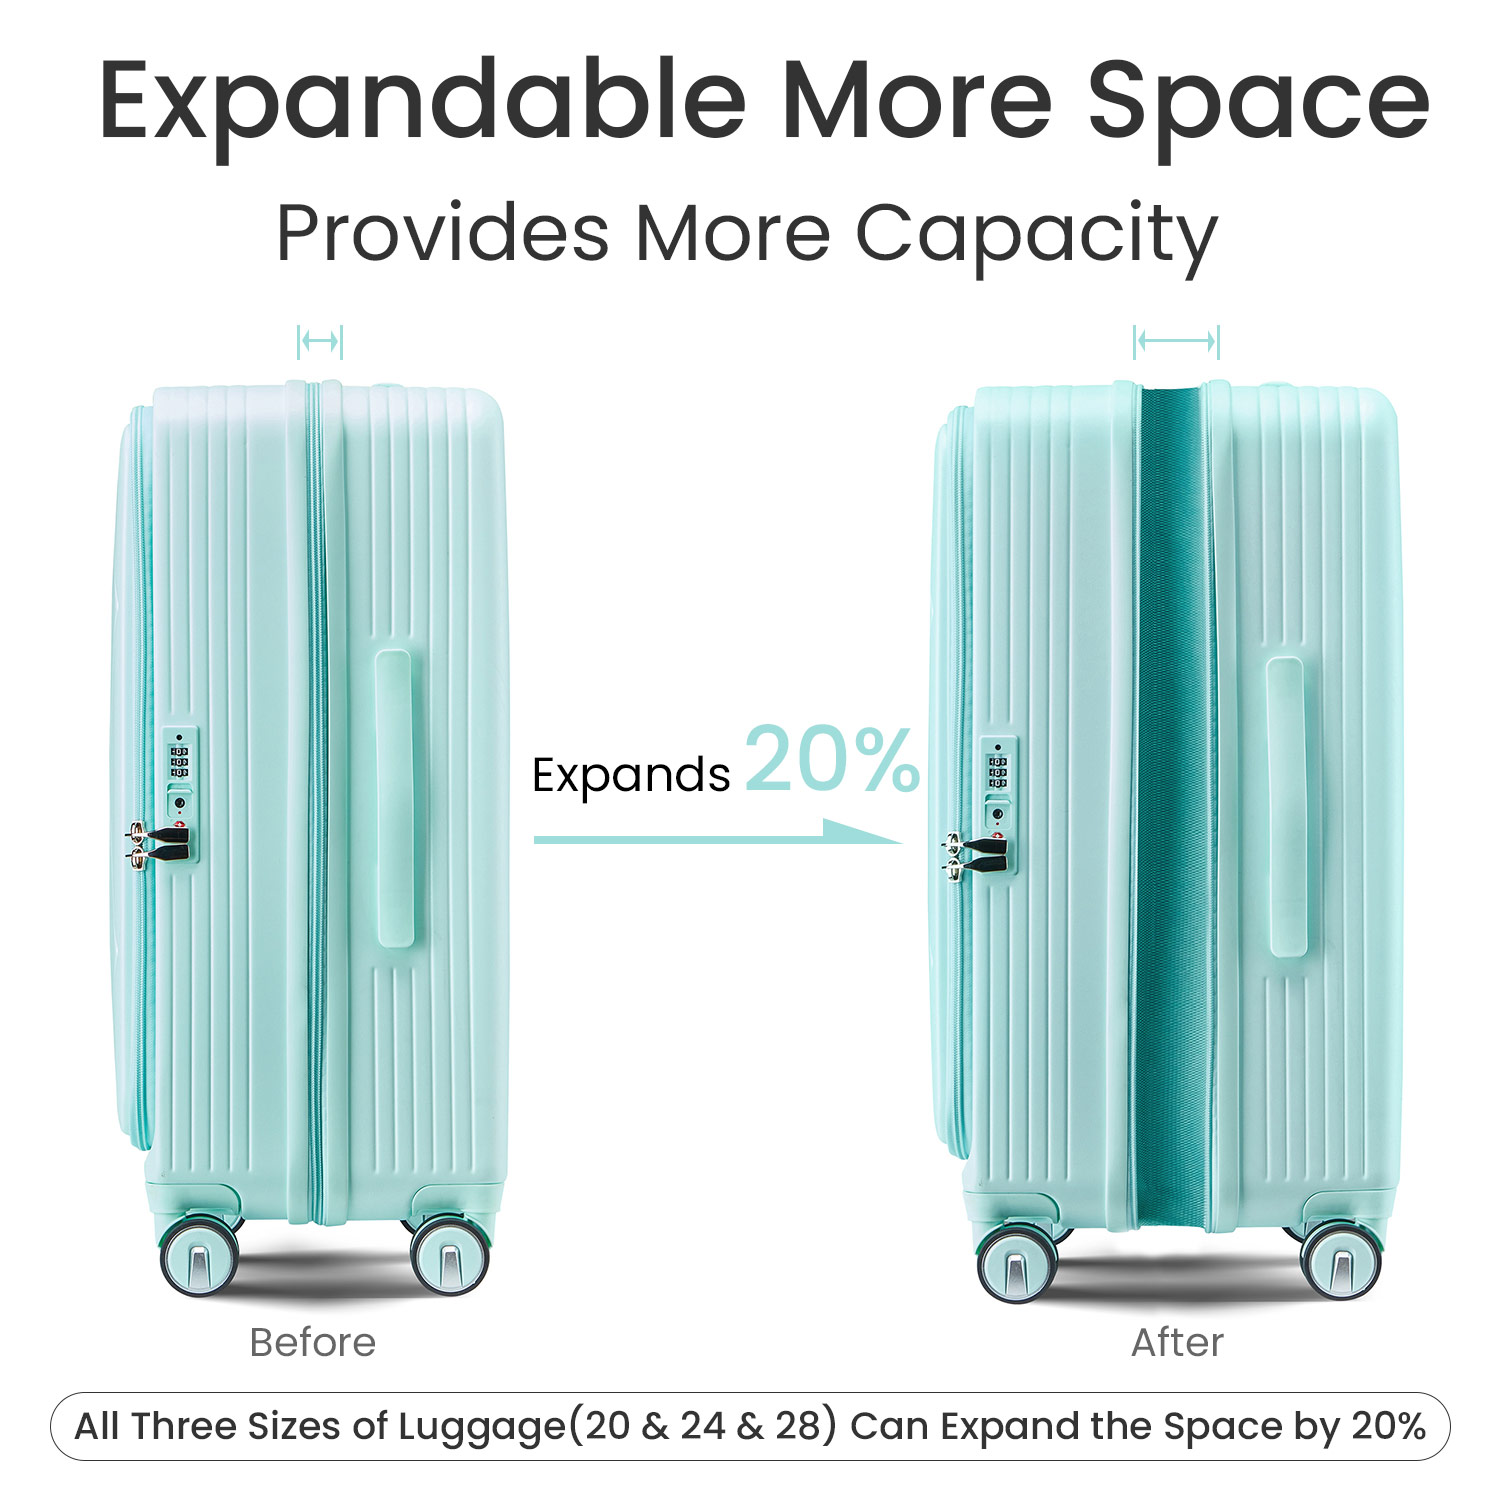 Expandable More Space
Provides More Capacity
Expands 20%
Before
After
All Three Sizes of Luggage(20 & 24 & 28) Can Expand the Space by 20%